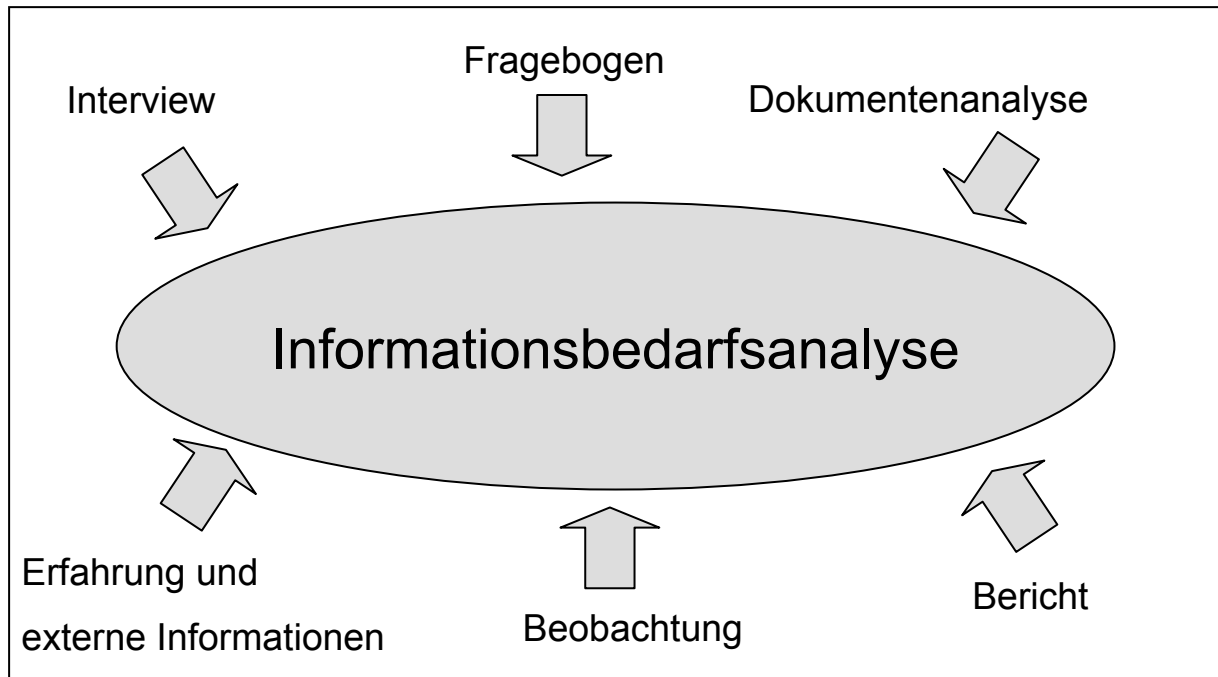 Fragebogen
Interview
Dokumentenanalyse
Informationsbedarfsanalyse
Erfahrung und
externe Informationen
Beobachtung
Bericht